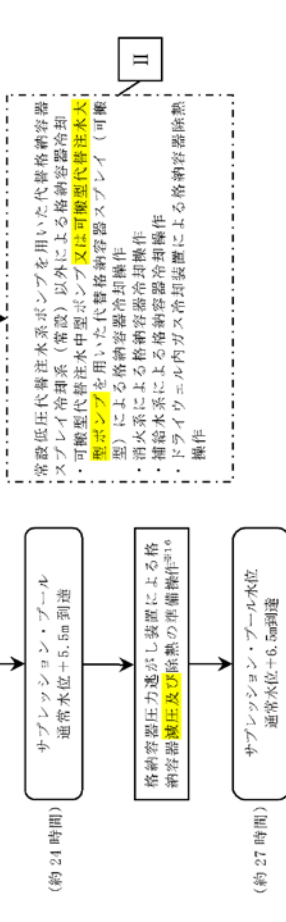 II
常設低圧代替注水系ポンプを用いた代替格納容器
スプレイ冷却系(常設)以外による格納容器冷却
・可搬型代替注水中型ポンプ又は可搬型代替注水大
型ポンプを用いた代替格納容器スプレイ(可搬
型)による格納容器冷却操作
・消火系による格納容器冷却操作
・補給水系による格納容器冷却操作
・ドライウェル内ガス冷却装置による格納容器除熱
操作
(約 24 時間)
サプレッション・プール
通常水位+5.5m 到達
格納容器圧力逃がし装置による格
納容器減圧及び除熱の準備操作※16
(約 27 時間)
サプレッション・プール水位
通常水位+6.5m到達